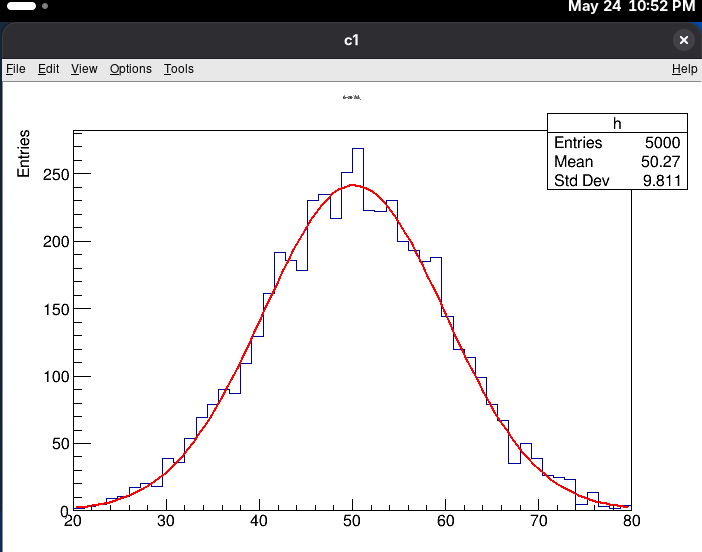 May 24 10:52 PM
c1
File Edit View Options Tools Help
h
Entries 5000
Mean 50.27
Std Dev 9.811
Entries
250
200
150
100
50
0
20 30 40 50 60 70 80